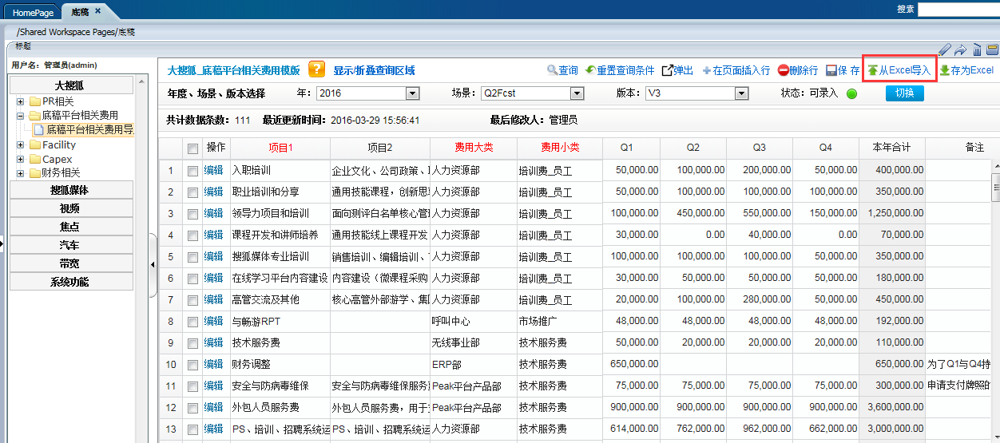 HomePage 底稿 × 搜索
/Shared Workspace Pages/底稿
标题
用户名：管理员(admin)
大搜狐
PR相关
底稿平台相关费用
底稿平台相关费用导
Facility
Capex
财务相关
搜狐媒体
视频
焦点
汽车
带宽
系统功能
大搜狐_底稿平台相关费用模版 ? 显示/折叠查询区域 查询 重置查询条件 弹出 在页面插入行 删除行 保 存 从Excel导入 存为Excel
年度、场景、版本选择 年：2016 场景：Q2Fcst 版本：V3 状态：可录入 切换
共计数据条数：111 最近更新时间：2016-03-29 15:56:41 最后修改人：管理员
操作 项目1 项目2 费用大类 费用小类 Q1 Q2 Q3 Q4 本年合计 备注
1 编辑 入职培训 企业文化、公司政策、 人力资源部 培训费_员工 50,000.00 100,000.00 200,000.00 50,000.00 400,000.00
2 编辑 职业培训和分享 通用技能课程，创新思 人力资源部 培训费_员工 50,000.00 100,000.00 100,000.00 100,000.00 350,000.00
3 编辑 领导力项目和培训 面向测评白名单核心管 人力资源部 培训费_员工 100,000.00 450,000.00 550,000.00 150,000.00 1,250,000.00
4 编辑 课程开发和讲师培养 通用技能线上课程开发 人力资源部 培训费_员工 30,000.00 0.00 40,000.00 0.00 70,000.00
5 编辑 搜狐媒体专业培训 销售培训、编辑培训、 人力资源部 培训费_员工 100,000.00 100,000.00 100,000.00 50,000.00 350,000.00
6 编辑 在线学习平台内容建设 内容建设（微课程采购 人力资源部 培训费_员工 30,000.00 50,000.00 50,000.00 50,000.00 180,000.00
7 编辑 高管交流及其他 核心高管外部游学、集 人力资源部 培训费_员工 20,000.00 100,000.00 280,000.00 50,000.00 450,000.00
8 编辑 与畅游RPT 呼叫中心 市场推广 48,000.00 48,000.00 48,000.00 48,000.00 192,000.00
9 编辑 技术服务费 无线事业部 技术服务费 50,000.00 20,000.00 20,000.00 20,000.00 110,000.00
10 编辑 财务调整 ERP部 技术服务费 650,000.00 650,000.00 为了Q1与Q4持
11 编辑 安全与防病毒维保 安全与防病毒维保服务 Peak平台产品部 技术服务费 75,000.00 75,000.00 75,000.00 75,000.00 300,000.00 申请支付牌照的
12 编辑 外包人员服务费 外包人员服务费，用于 Peak平台产品部 技术服务费 900,000.00 900,000.00 900,000.00 900,000.00 3,600,000.00
13 编辑 PS、培训、招聘系统运 PS、培训、招聘系统运 人力资源部 技术服务费 614,000.00 762,000.00 962,000.00 662,000.00 3,000,000.00